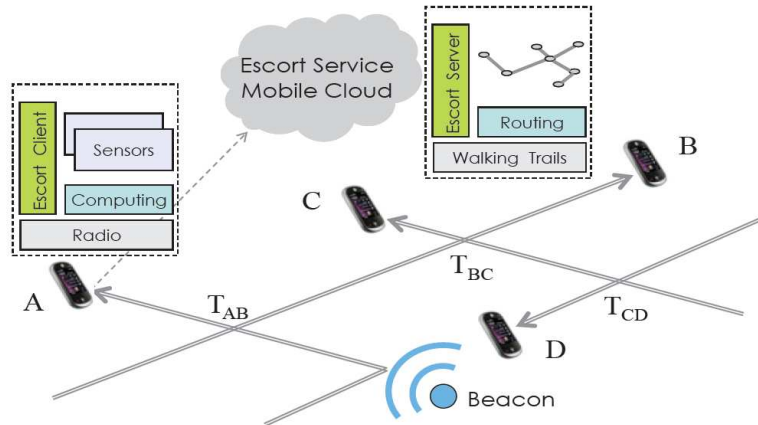 Escort Service
Mobile Cloud
Escort Client
Sensors
Computing
Radio
Escort Server
Routing
Walking Trails
A
B
C
D
T_AB
T_BC
T_CD
Beacon